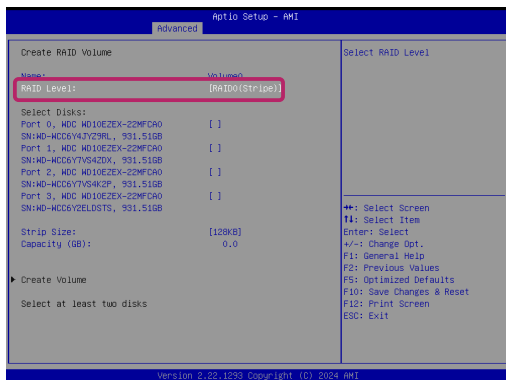 Aptio Setup - AMI
Advanced
Create RAID Volume
Select RAID Level
Name: Volume0
RAID Level: [RAID0(Stripe)]
Select Disks:
Port 0, WDC WD10EZEX-22MFCA0 [ ]
SN:WD-WCC6Y4JYZ9RL, 931.51GB
Port 1, WDC WD10EZEX-22MFCA0 [ ]
SN:WD-WCC6Y7VS4ZDX, 931.51GB
Port 2, WDC WD10EZEX-22MFCA0 [ ]
SN:WD-WCC6Y7VS4K2P, 931.51GB
Port 3, WDC WD10EZEX-22MFCA0 [ ]
SN:WD-WCC6Y2ELDSTS, 931.51GB
Strip Size: [128KB]
Capacity (GB): 0.0
Create Volume
Select at least two disks
→←: Select Screen
↑↓: Select Item
Enter: Select
+/-: Change Opt.
F1: General Help
F2: Previous Values
F5: Optimized Defaults
F10: Save Changes & Reset
F12: Print Screen
ESC: Exit
Version 2.22.1293 Copyright (C) 2024 AMI